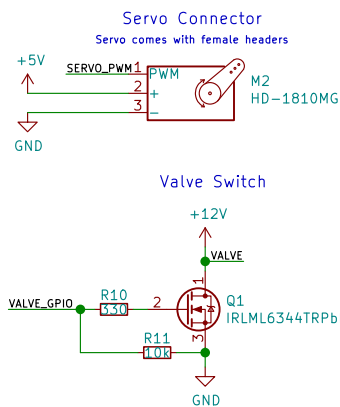 Servo Connector
Servo comes with female headers
+5V
SERVO_PWM 1 PWM
2 +
3 -
M2
HD-1810MG
GND
Valve Switch
+12V
VALVE
1
VALVE_GPIO
R10
330
2
Q1
IRLML6344TRPb
R11
10k
3
GND